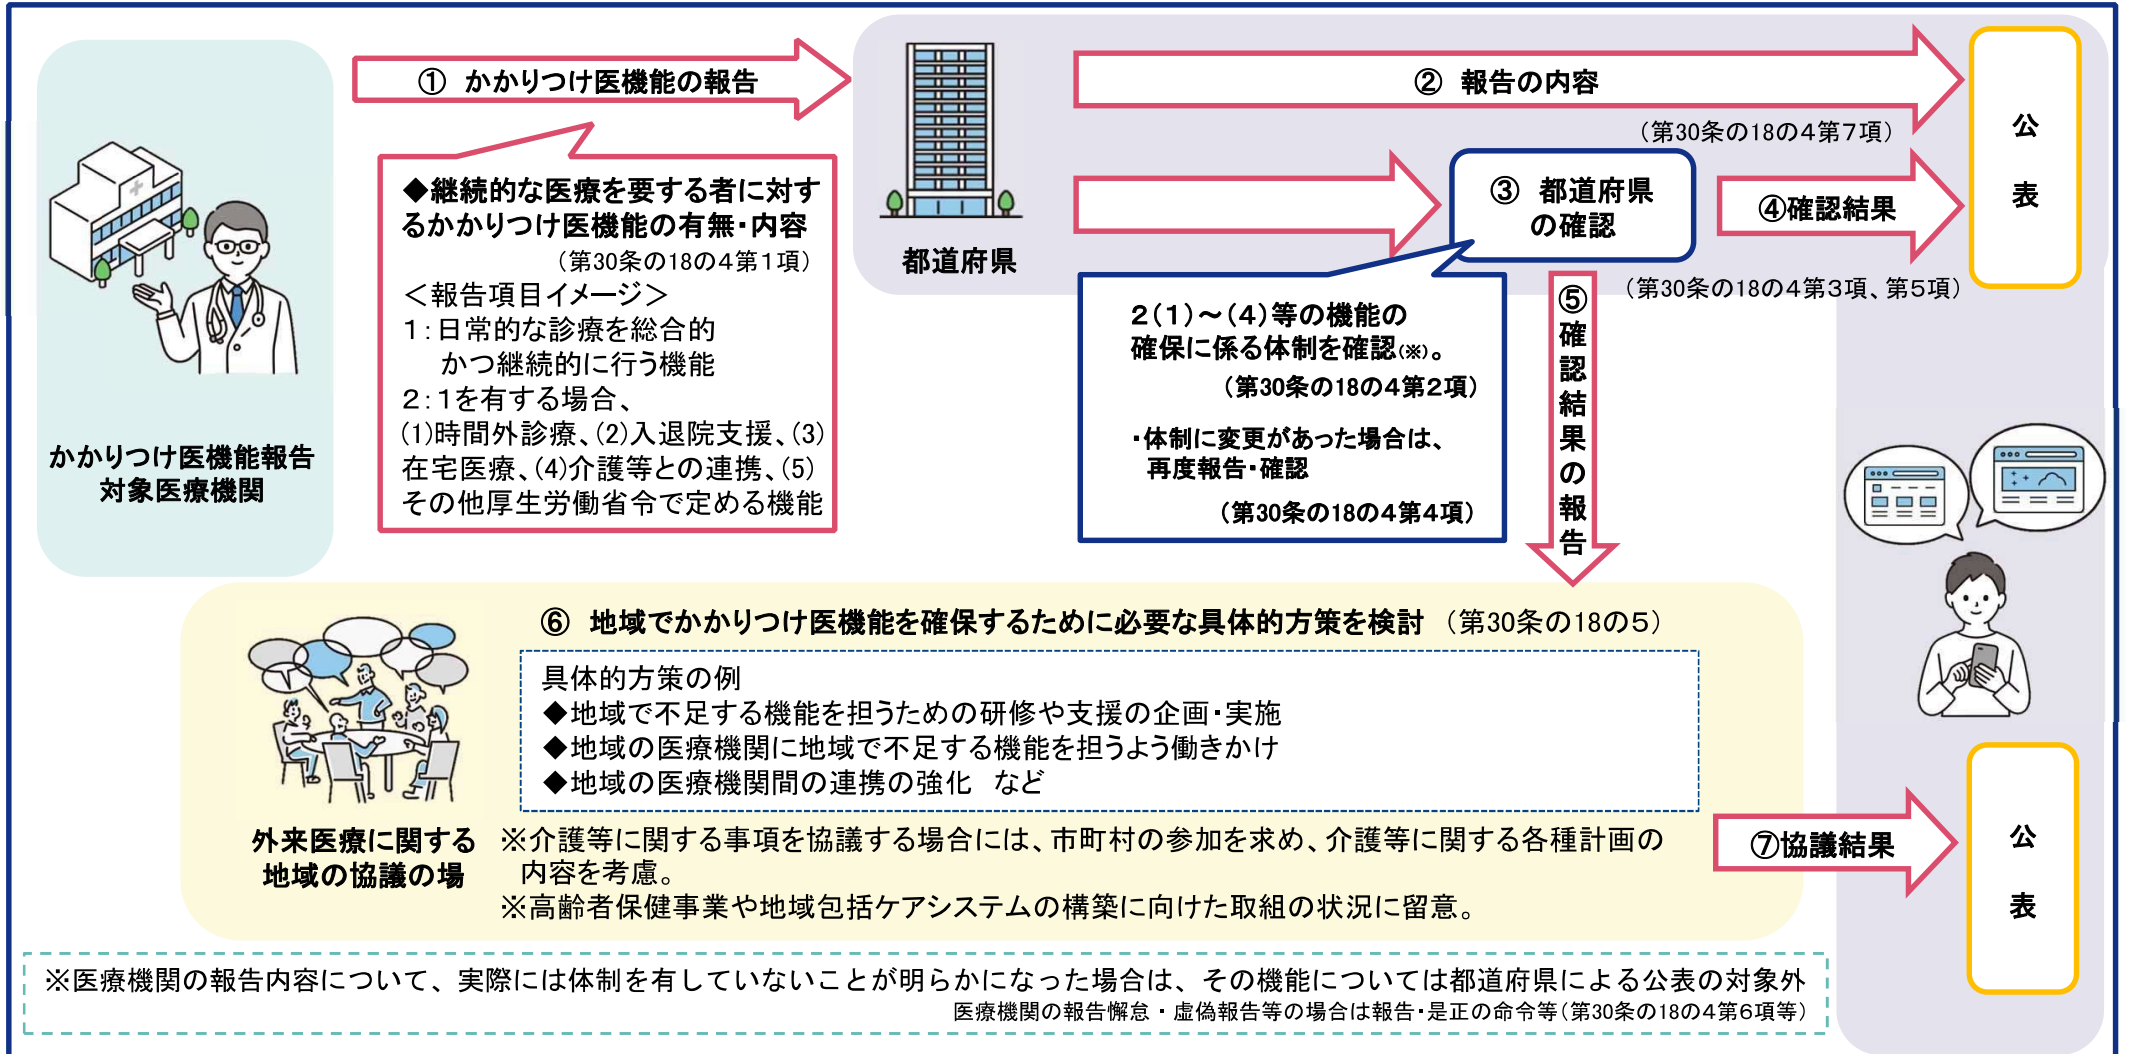 ① かかりつけ医機能の報告
② 報告の内容
(第30条の18の4第7項)
公表
◆継続的な医療を要する者に対す
るかかりつけ医機能の有無・内容
(第30条の18の4第1項)
<報告項目イメージ>
1:日常的な診療を総合的
かつ継続的に行う機能
2:1を有する場合、
(1)時間外診療、(2)入退院支援、(3)
在宅医療、(4)介護等との連携、(5)
その他厚生労働省令で定める機能
かかりつけ医機能報告
対象医療機関
都道府県
③ 都道府県
の確認
④確認結果
(第30条の18の4第3項、第5項)
2(1)~(4)等の機能の
確保に係る体制を確認(※)。
(第30条の18の4第2項)
・体制に変更があった場合は、
再度報告・確認
(第30条の18の4第4項)
⑤確認結果の報告
⑥ 地域でかかりつけ医機能を確保するために必要な具体的方策を検討 (第30条の18の5)
具体的方策の例
◆地域で不足する機能を担うための研修や支援の企画・実施
◆地域の医療機関に地域で不足する機能を担うよう働きかけ
◆地域の医療機関間の連携の強化 など
外来医療に関する
地域の協議の場
※介護等に関する事項を協議する場合には、市町村の参加を求め、介護等に関する各種計画の
内容を考慮。
※高齢者保健事業や地域包括ケアシステムの構築に向けた取組の状況に留意。
⑦協議結果
公表
※医療機関の報告内容について、実際には体制を有していないことが明らかになった場合は、その機能については都道府県による公表の対象外
医療機関の報告懈怠・虚偽報告等の場合は報告・是正の命令等(第30条の18の4第6項等)